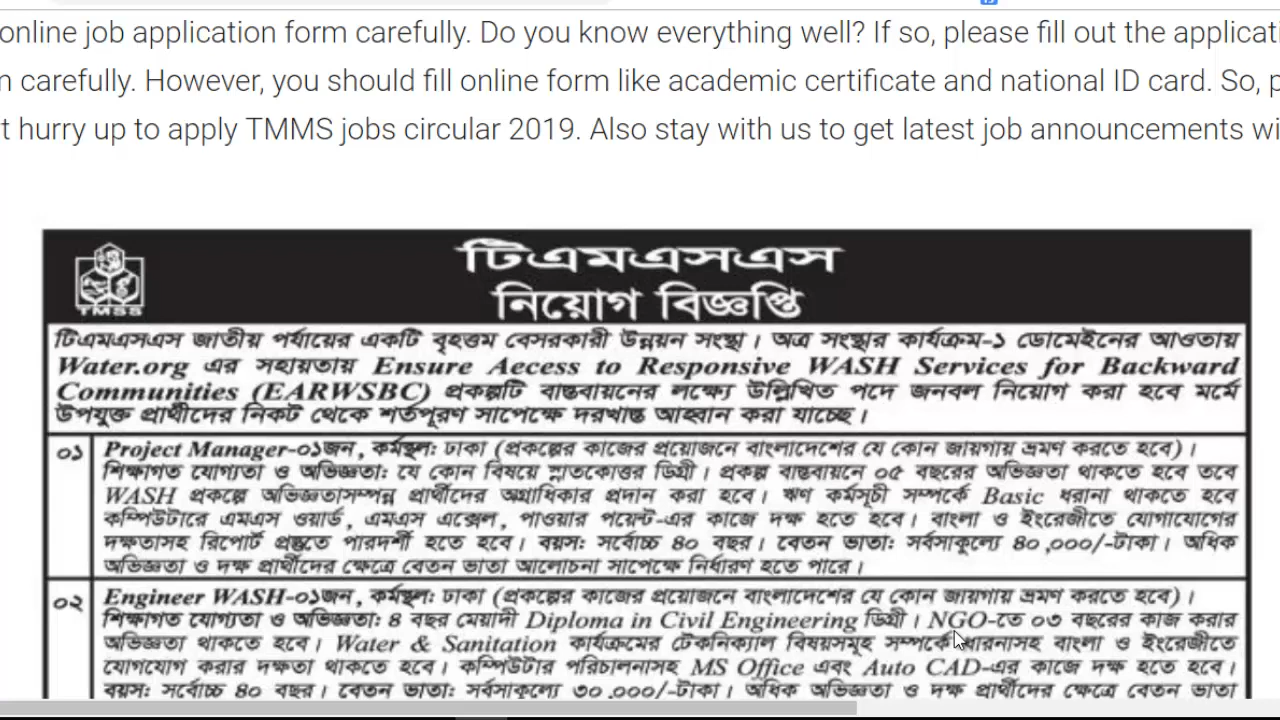 online job application form carefully. Do you know everything well? If so, please fill out the applicati
n carefully. However, you should fill online form like academic certificate and national ID card. So, p
t hurry up to apply TMMS jobs circular 2019. Also stay with us to get latest job announcements wi
টিএমএসএস
TMSS
নিয়োগ বিজ্ঞপ্তি
টিএমএসএস জাতীয় পর্যায়ের একটি বৃহত্তম বেসরকারী উন্নয়ন সংস্থা। অত্র সংস্থার কার্যক্রম-১ ডোমেইনের আওতায়
Water.org এর সহায়তায় Ensure Aecess to Responsive WASH Services for Backward
Communities (EARWSBC) প্রকল্পটি বাস্তবায়নের লক্ষ্যে উল্লিখিত পদে জনবল নিয়োগ করা হবে মর্মে
উপযুক্ত প্রার্থীদের নিকট থেকে শর্তপূরণ সাপেক্ষে দরখাস্ত আহ্বান করা যাচ্ছে।
০১ Project Manager-০১জন, কর্মস্থল: ঢাকা (প্রকল্পের কাজের প্রয়োজনে বাংলাদেশের যে কোন জায়গায় ভ্রমণ করতে হবে)।
শিক্ষাগত যোগ্যতা ও অভিজ্ঞতা: যে কোন বিষয়ে স্নাতকোত্তর ডিগ্রী। প্রকল্প বাস্তবায়নে ০৫ বছরের অভিজ্ঞতা থাকতে হবে তবে
WASH প্রকল্পে অভিজ্ঞতাসম্পন্ন প্রার্থীদের অগ্রাধিকার প্রদান করা হবে। ঋণ কর্মসূচী সম্পর্কে Basic ধরানা থাকতে হবে
কম্পিউটারে এমএস ওয়ার্ড, এমএস এক্সেল, পাওয়ার পয়েন্ট-এর কাজে দক্ষ হতে হবে। বাংলা ও ইংরেজীতে যোগাযোগের
দক্ষতাসহ রিপোর্ট প্রস্তুতে পারদর্শী হতে হবে। বয়স: সর্বোচ্চ ৪০ বছর। বেতন ভাতা: সর্বসাকূল্যে ৪০,০০০/-টাকা। অধিক
অভিজ্ঞতা ও দক্ষ প্রার্থীদের ক্ষেত্রে বেতন ভাতা আলোচনা সাপেক্ষে নির্ধারণ হতে পারে।
০২ Engineer WASH-০১জন, কর্মস্থল: ঢাকা (প্রকল্পের কাজের প্রয়োজনে বাংলাদেশের যে কোন জায়গায় ভ্রমণ করতে হবে)।
শিক্ষাগত যোগ্যতা ও অভিজ্ঞতা: ৪ বছর মেয়াদী Diploma in Civil Engineering ডিগ্রী। NGO-তে ০৩ বছরের কাজ করার
অভিজ্ঞতা থাকতে হবে। Water & Sanitation কার্যক্রমের টেকনিক্যাল বিষয়সমূহ সম্পর্কে ধারনাসহ বাংলা ও ইংরেজীতে
যোগযোগ করার দক্ষতা থাকতে হবে। কম্পিউটার পরিচালনাসহ MS Office এবং Auto CAD-এর কাজে দক্ষ হতে হবে।
বয়স: সর্বোচ্চ ৪০ বছর। বেতন ভাতা: সর্বসাকূল্যে ৩০,০০০/-টাকা। অধিক অভিজ্ঞতা ও দক্ষ প্রার্থীদের ক্ষেত্রে বেতন ভাতা